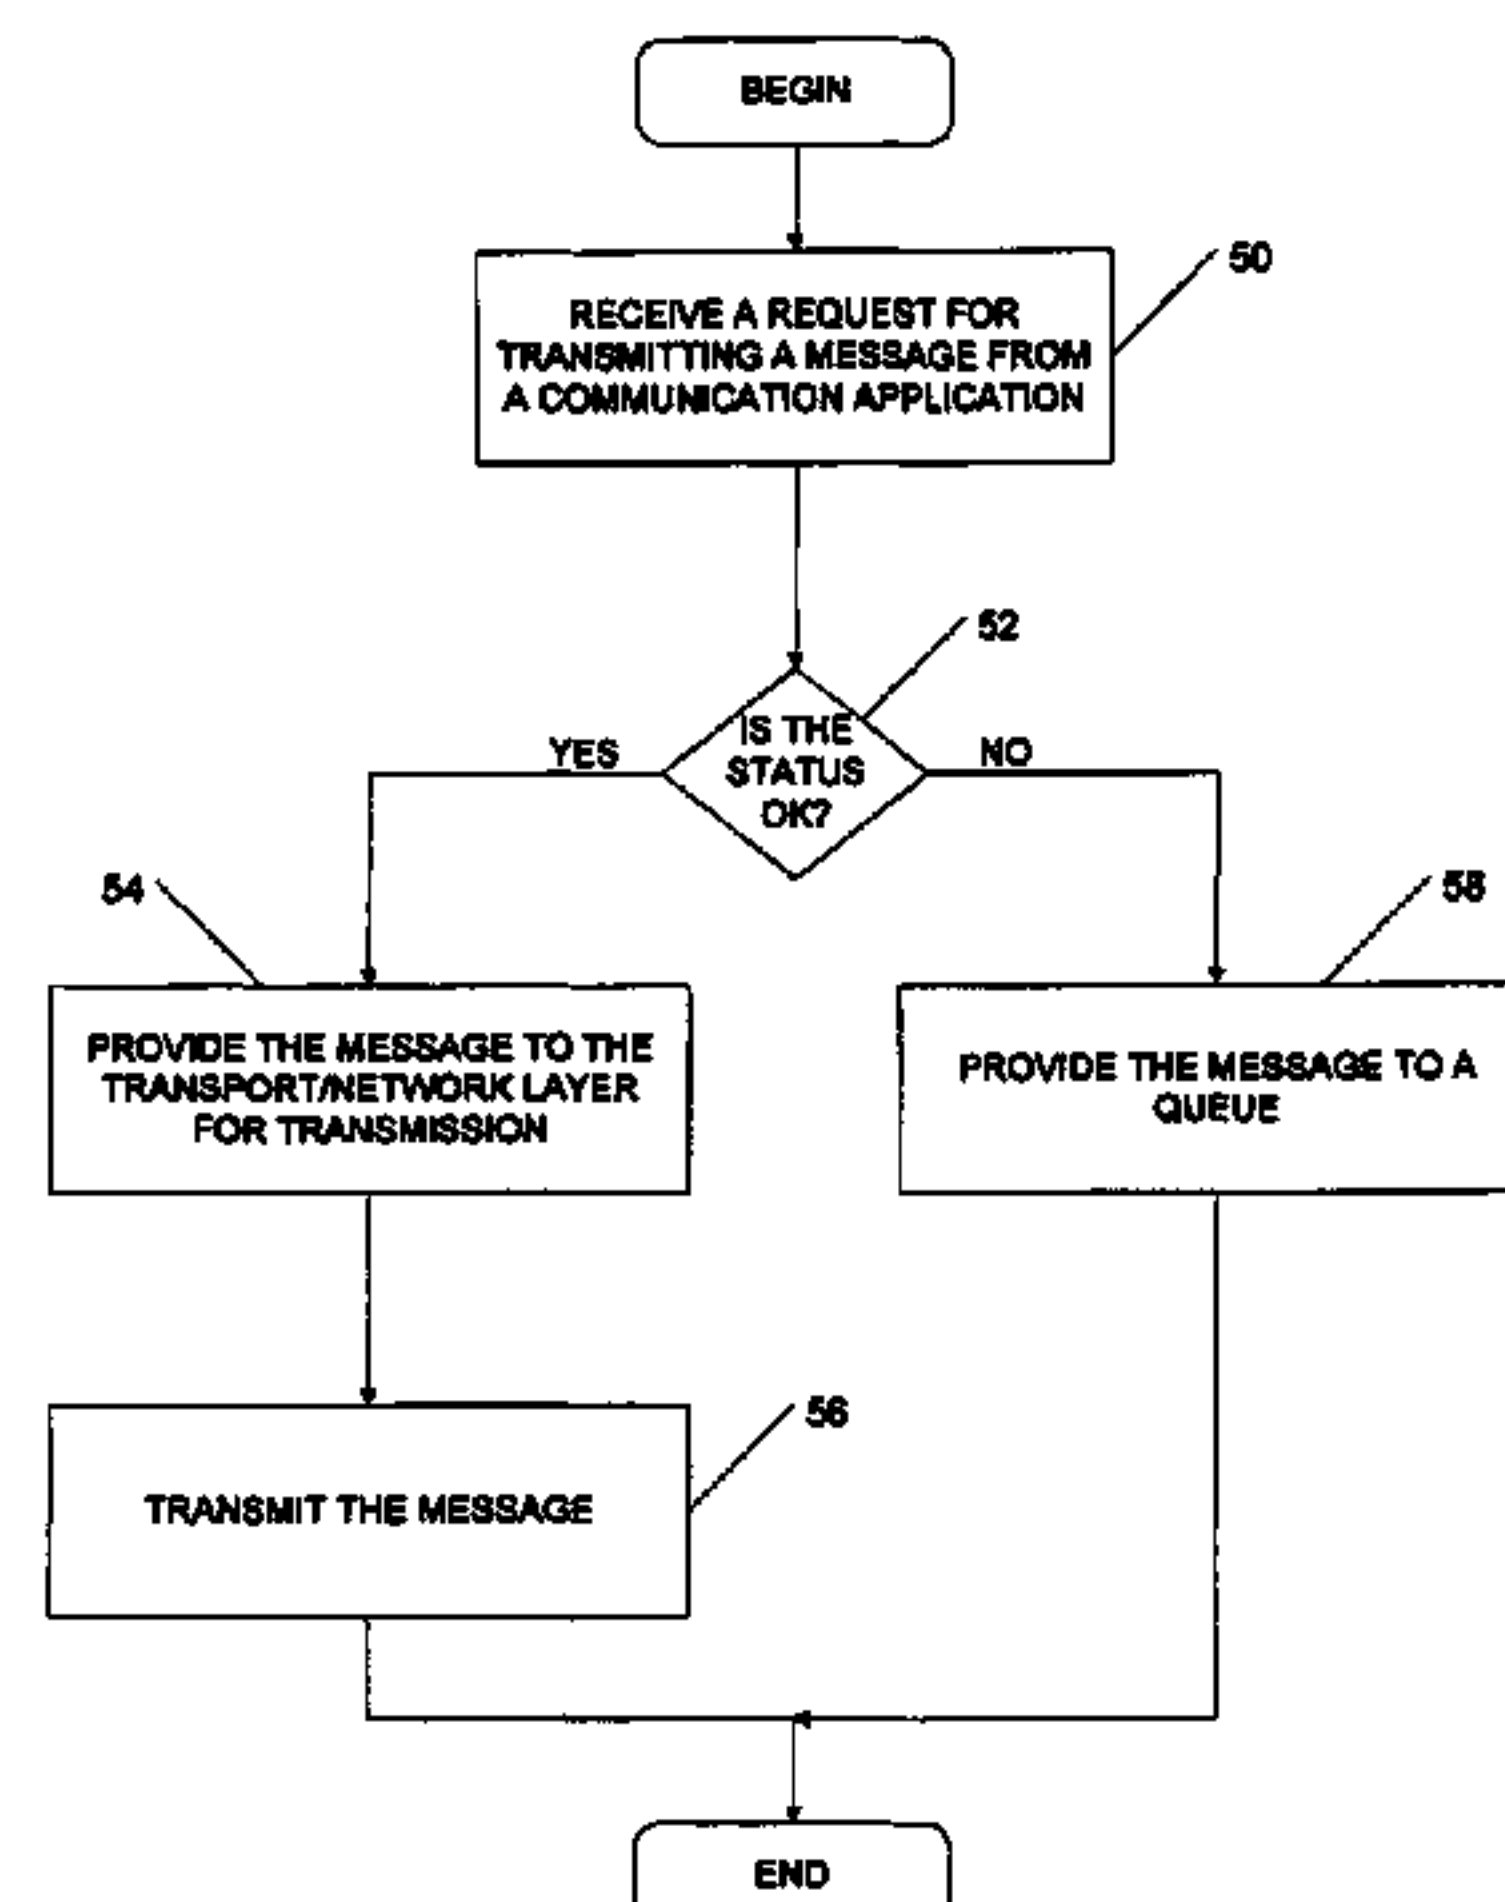 BEGIN
50
RECEIVE A REQUEST FOR
TRANSMITTING A MESSAGE FROM
A COMMUNICATION APPLICATION
52
IS THE
STATUS
OK?
YES
NO
54
58
PROVIDE THE MESSAGE TO THE
TRANSPORT/NETWORK LAYER
FOR TRANSMISSION
PROVIDE THE MESSAGE TO A
QUEUE
56
TRANSMIT THE MESSAGE
END